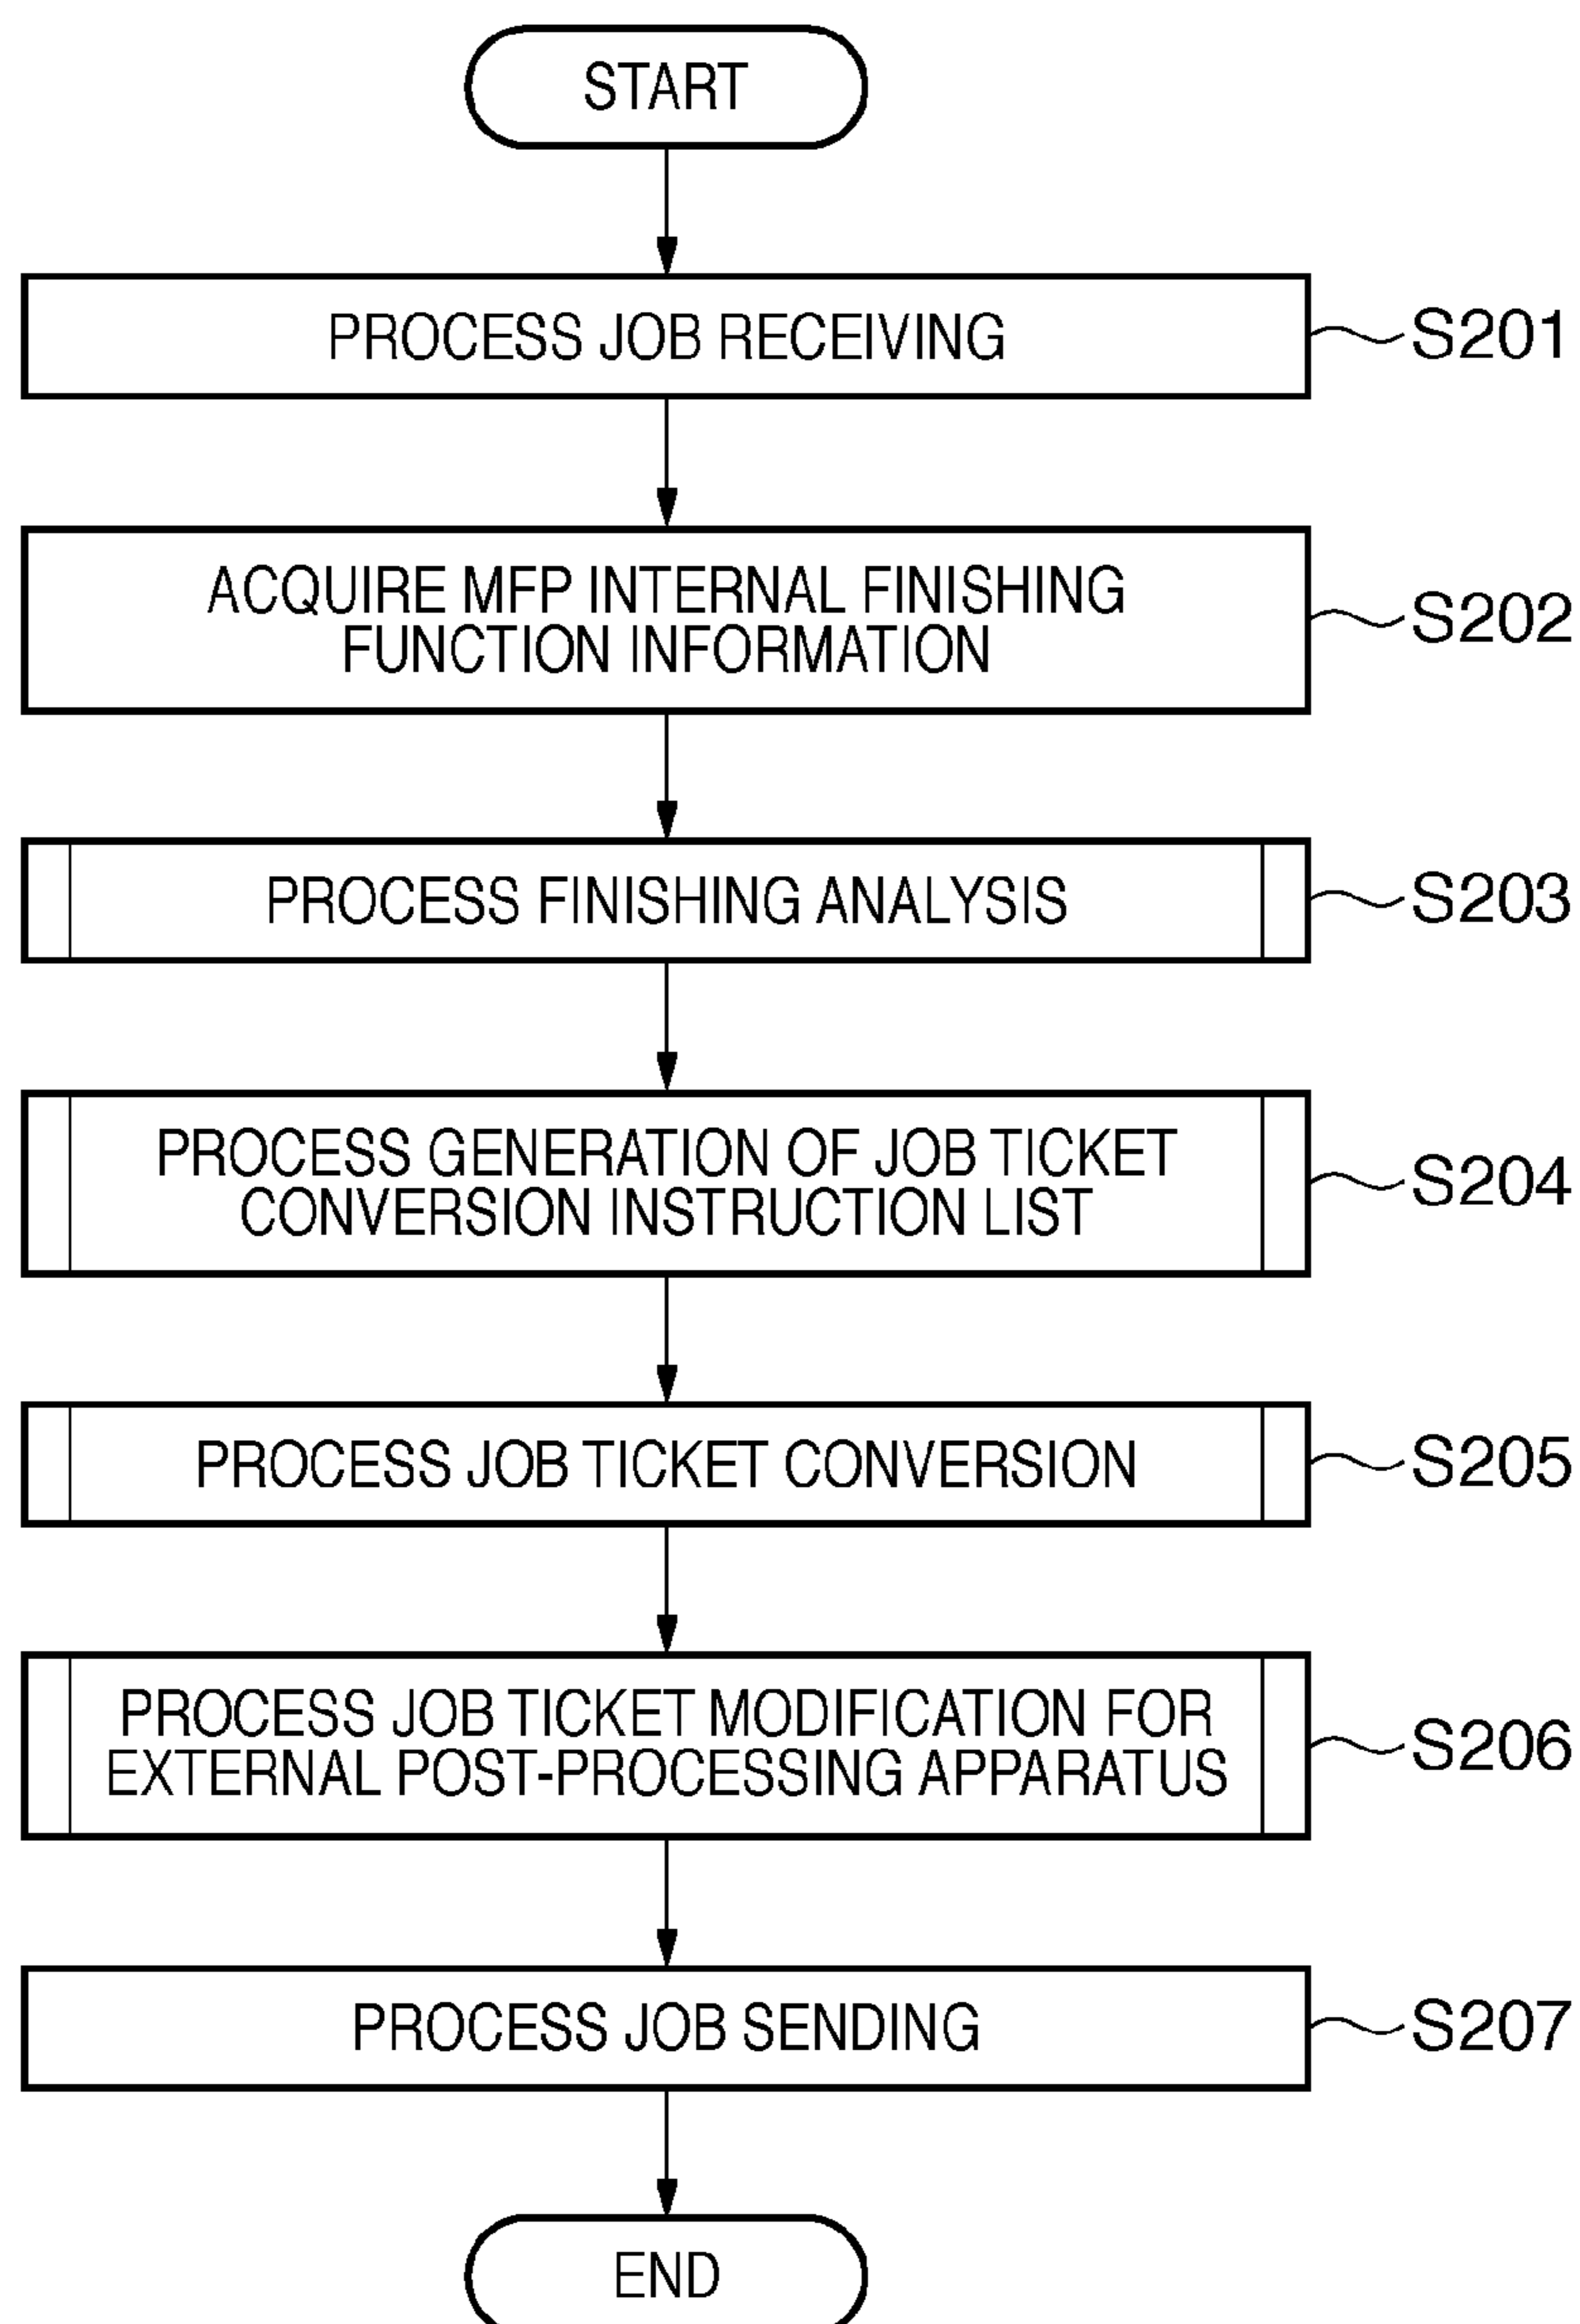 START
PROCESS JOB RECEIVING
S201
ACQUIRE MFP INTERNAL FINISHING
FUNCTION INFORMATION
S202
PROCESS FINISHING ANALYSIS
S203
PROCESS GENERATION OF JOB TICKET
CONVERSION INSTRUCTION LIST
S204
PROCESS JOB TICKET CONVERSION
S205
PROCESS JOB TICKET MODIFICATION FOR
EXTERNAL POST-PROCESSING APPARATUS
S206
PROCESS JOB SENDING
S207
END